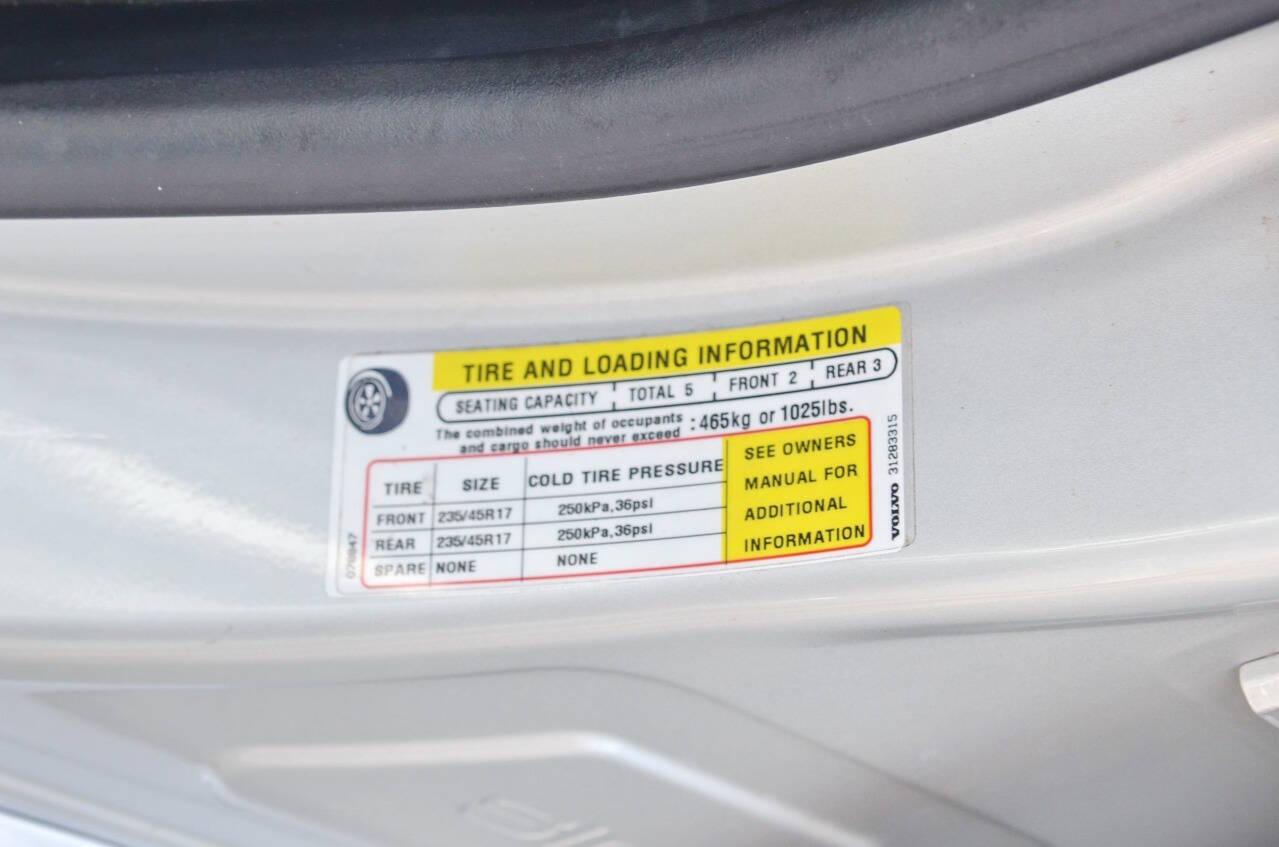 TIRE AND LOADING INFORMATION
SEATING CAPACITY TOTAL 5 FRONT 2 REAR 3
The combined weight of occupants
and cargo should never exceed : 465kg or 1025lbs.
TIRE SIZE COLD TIRE PRESSURE
FRONT 235/45R17 250kPa,36psi
REAR 235/45R17 250kPa,36psi
SPARE NONE NONE
SEE OWNERS
MANUAL FOR
ADDITIONAL
INFORMATION
VOLVO 31283315